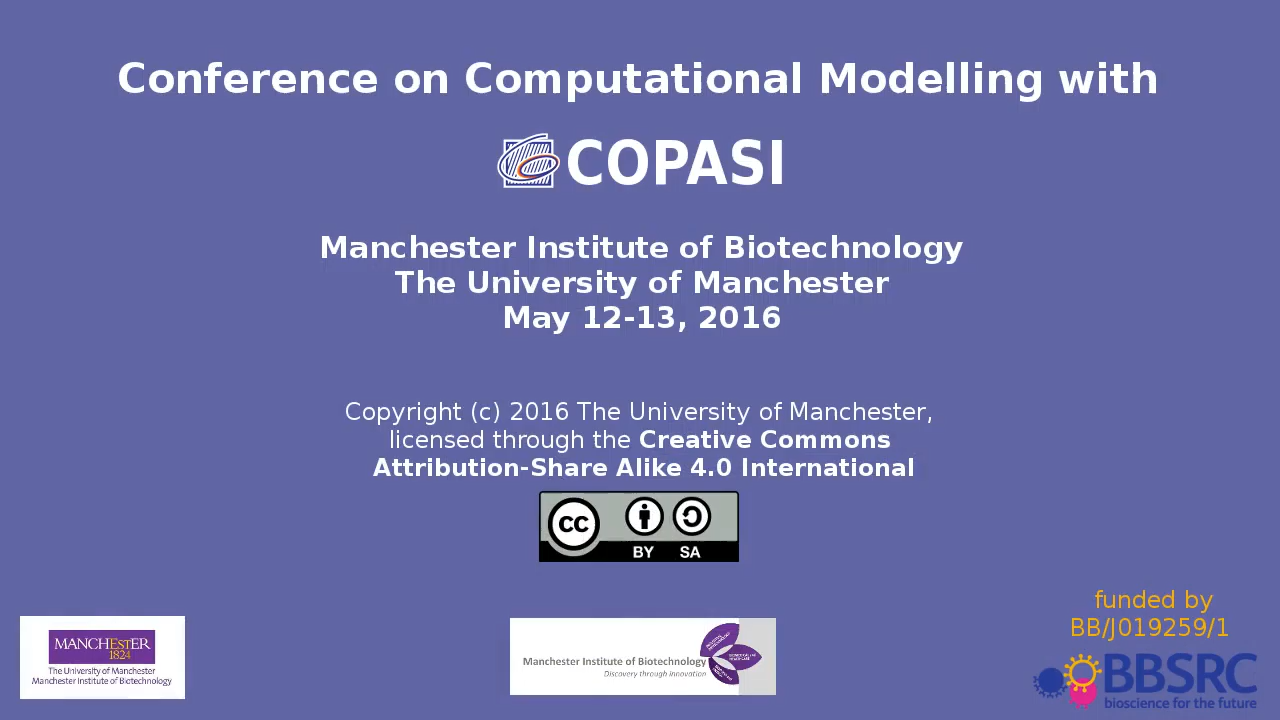 Conference on Computational Modelling with
COPASI
Manchester Institute of Biotechnology
The University of Manchester
May 12-13, 2016
Copyright (c) 2016 The University of Manchester,
licensed through the Creative Commons
Attribution-Share Alike 4.0 International
cc
BY SA
funded by
BB/J019259/1
MANCHESTER
1824
The University of Manchester
Manchester Institute of Biotechnology
Manchester Institute of Biotechnology
Discovery through innovation
BBSRC
bioscience for the future